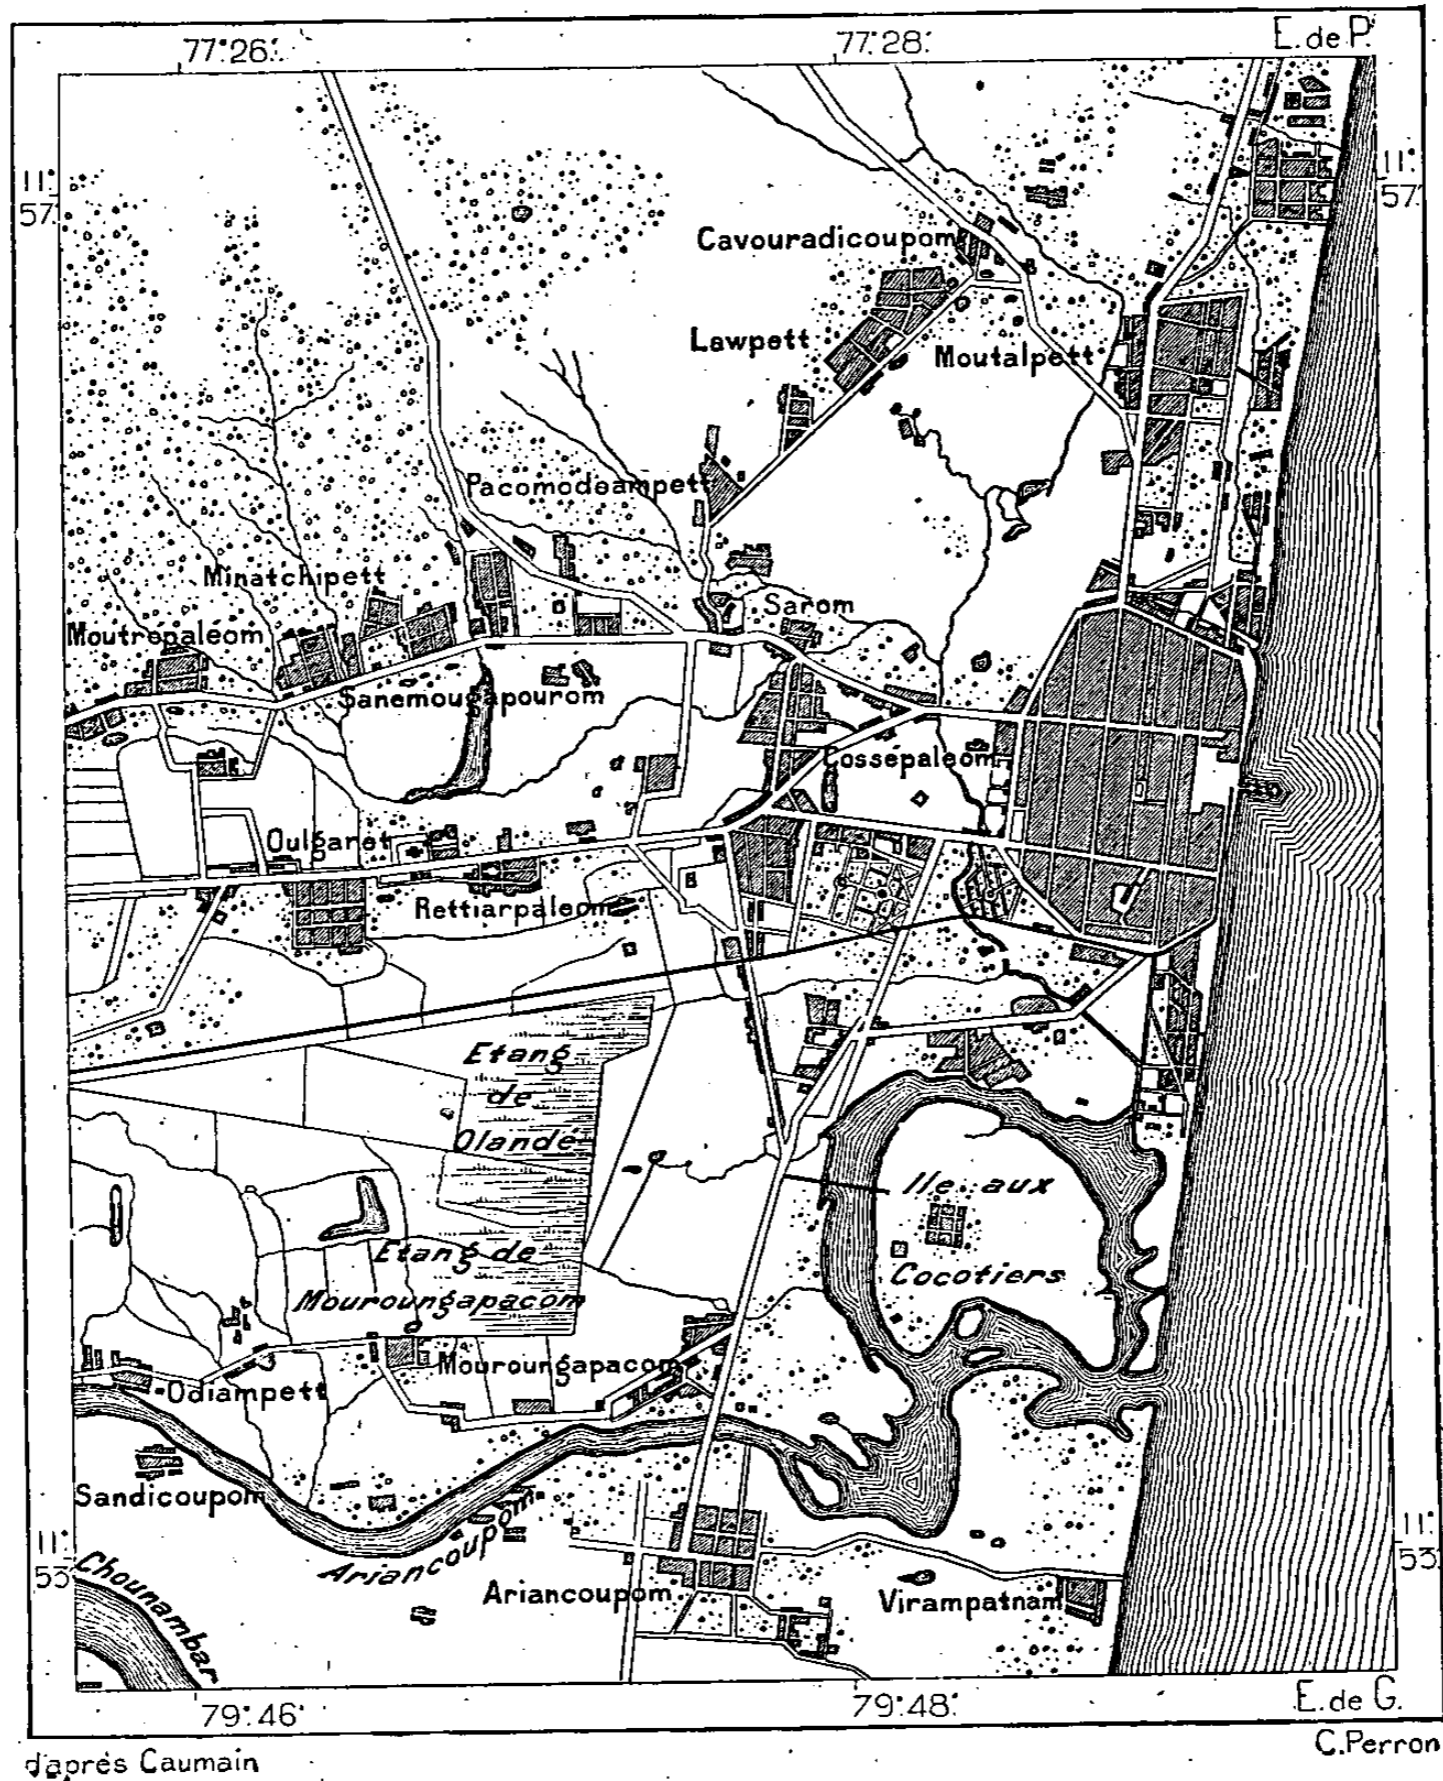 77°26'
77°28'
E. de P.
11°
57'
11°
57'
Cavouradicoupom
Lawpett
Moutalpett
Pacomodeampett
Minatchipett
Sarom
Moutrepaleom
Sanemougapourom
Cossepaleom
Oulgaret
Rettiarpaleom
Etang
de
Olandé
Ile aux
Cocotiers
Etang de
Mouroungapacom
Mouroungapacom
Odiampett
Sandicoupom
Ariancoupom
11°
53'
11°
53'
Chounambar
Ariancoupom
Virampatnam
79°46'
79°48'
E. de G.
d'après Caumain
C. Perron